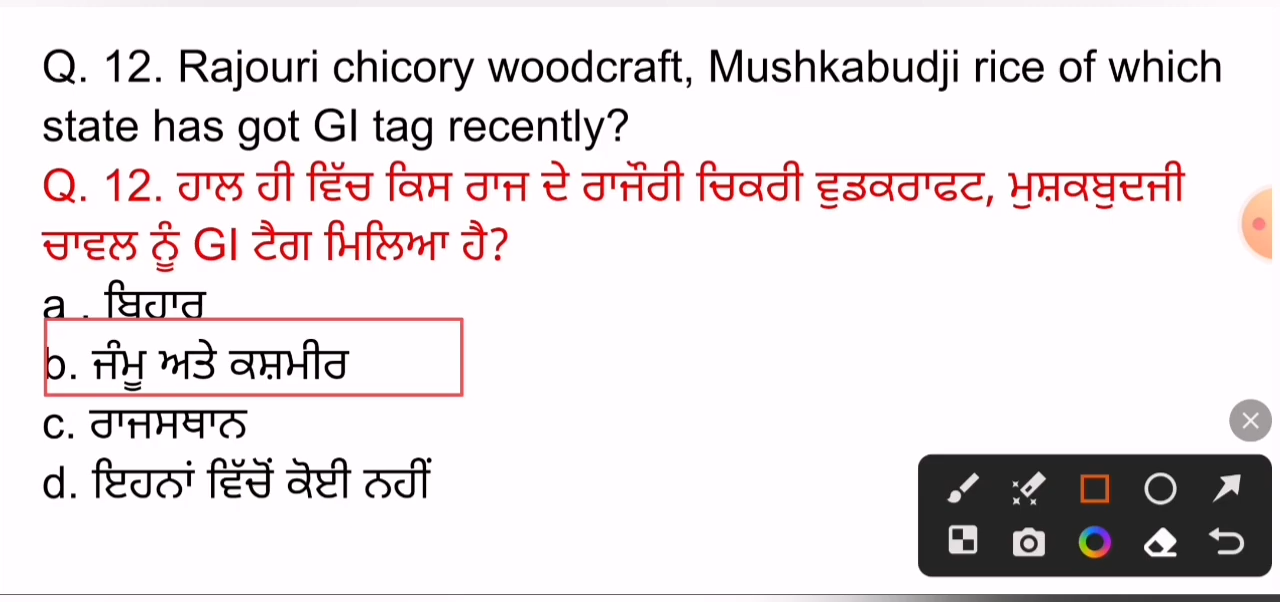 Q. 12. Rajouri chicory woodcraft, Mushkabudji rice of which
state has got GI tag recently?
Q. 12. ਹਾਲ ਹੀ ਵਿੱਚ ਕਿਸ ਰਾਜ ਦੇ ਰਾਜੌਰੀ ਚਿਕਰੀ ਵੁਡਕਰਾਫਟ, ਮੁਸ਼ਕਬੁਦਜੀ
ਚਾਵਲ ਨੂੰ GI ਟੈਗ ਮਿਲਿਆ ਹੈ?
a . ਬਿਹਾਰ
b. ਜੰਮੂ ਅਤੇ ਕਸ਼ਮੀਰ
c. ਰਾਜਸਥਾਨ
d. ਇਹਨਾਂ ਵਿੱਚੋਂ ਕੋਈ ਨਹੀਂ